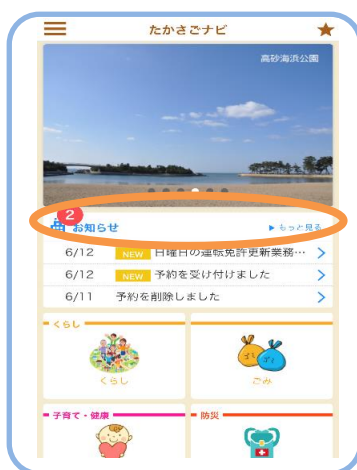 たかさごナビ
高砂海浜公園
2
お知らせ ▶ もっと見る
6/12 NEW 日曜日の運転免許更新業務…
6/12 NEW 予約を受け付けました
6/11 予約を削除しました
くらし
くらし
ゴミ
ゴミ
ごみ
子育て・健康
防災